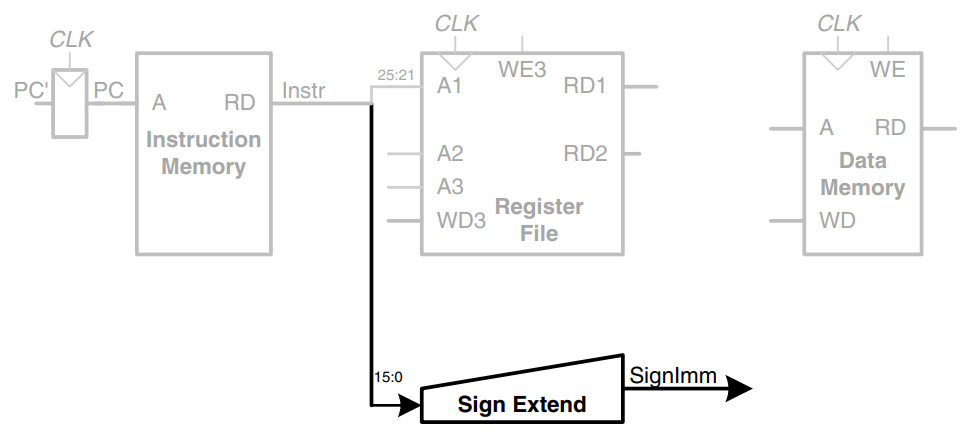 CLK
CLK
CLK
PC'
PC
A
RD
Instruction
Memory
Instr
25:21
A1
WE3
RD1
A2
RD2
A3
WD3
Register
File
WE
A
RD
Data
Memory
WD
15:0
Sign Extend
SignImm